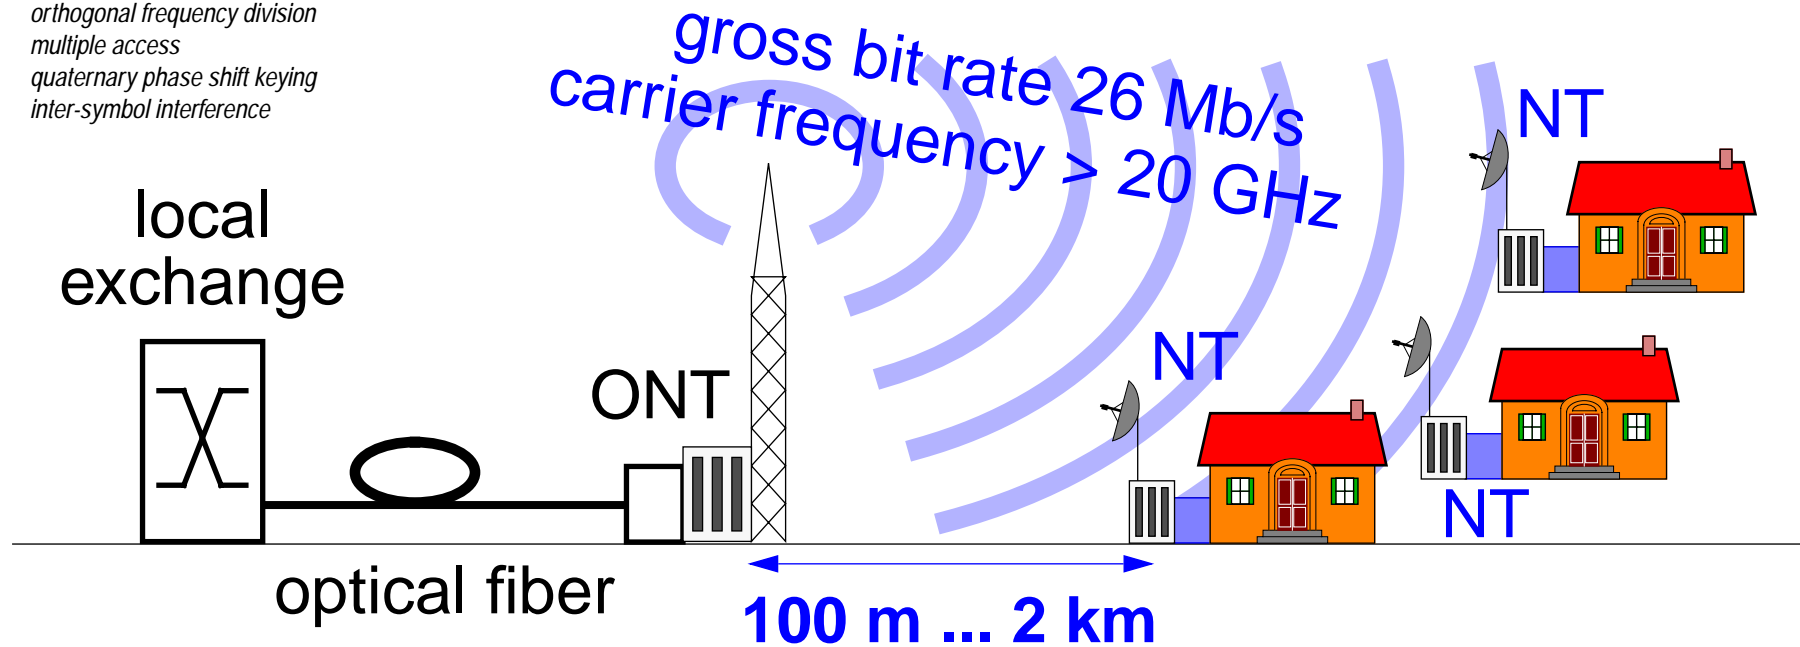 orthogonal frequency division
multiple access
quaternary phase shift keying
inter-symbol interference
gross bit rate 26 Mb/s
carrier frequency > 20 GHz
NT
local
exchange
NT
ONT
NT
optical fiber
100 m ... 2 km